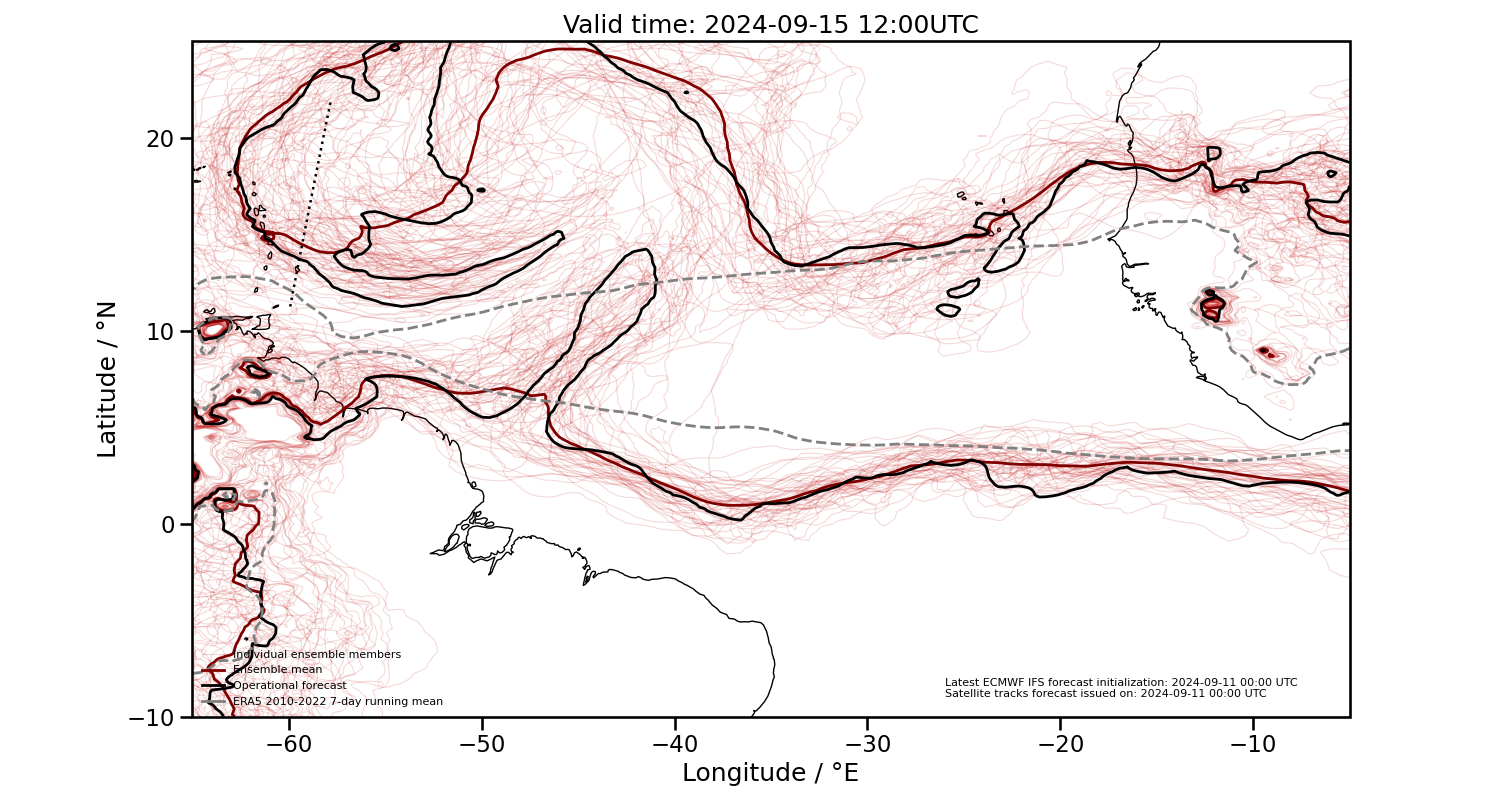 Valid time: 2024-09-15 12:00UTC
Latitude / °N
20
10
0
−10
Individual ensemble members
Ensemble mean
Operational forecast
ERA5 2010-2022 7-day running mean
Latest ECMWF IFS forecast initialization: 2024-09-11 00:00 UTC
Satellite tracks forecast issued on: 2024-09-11 00:00 UTC
−60 −50 −40 −30 −20 −10
Longitude / °E